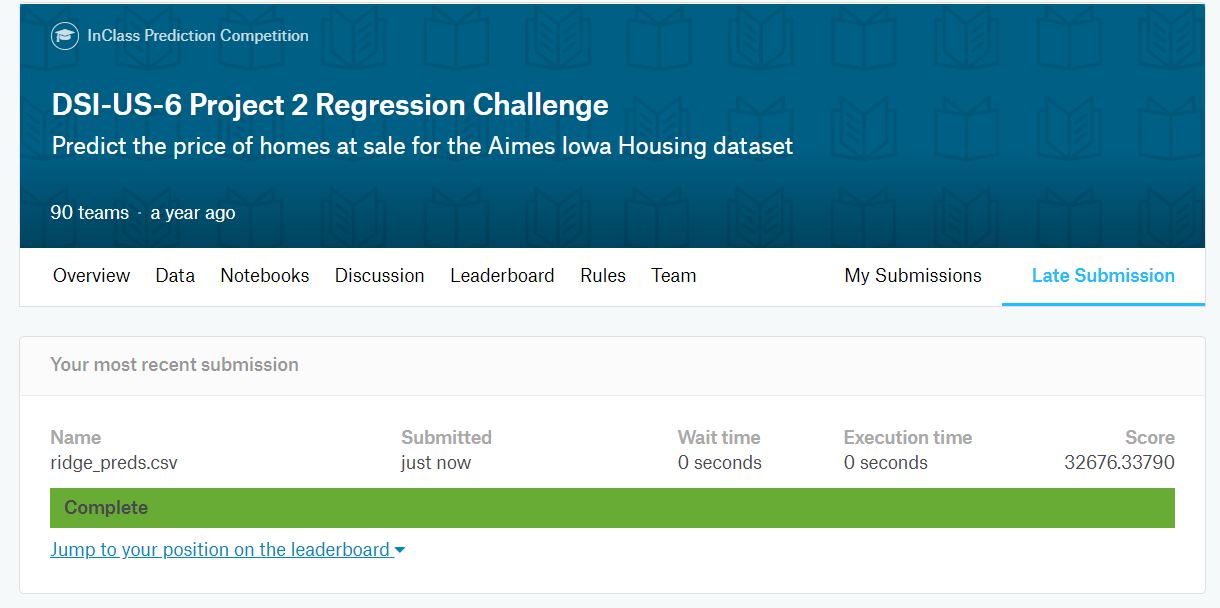 InClass Prediction Competition
DSI-US-6 Project 2 Regression Challenge
Predict the price of homes at sale for the Aimes Iowa Housing dataset
90 teams · a year ago
Overview Data Notebooks Discussion Leaderboard Rules Team My Submissions Late Submission
Your most recent submission
Name Submitted Wait time Execution time Score
ridge_preds.csv just now 0 seconds 0 seconds 32676.33790
Complete
Jump to your position on the leaderboard